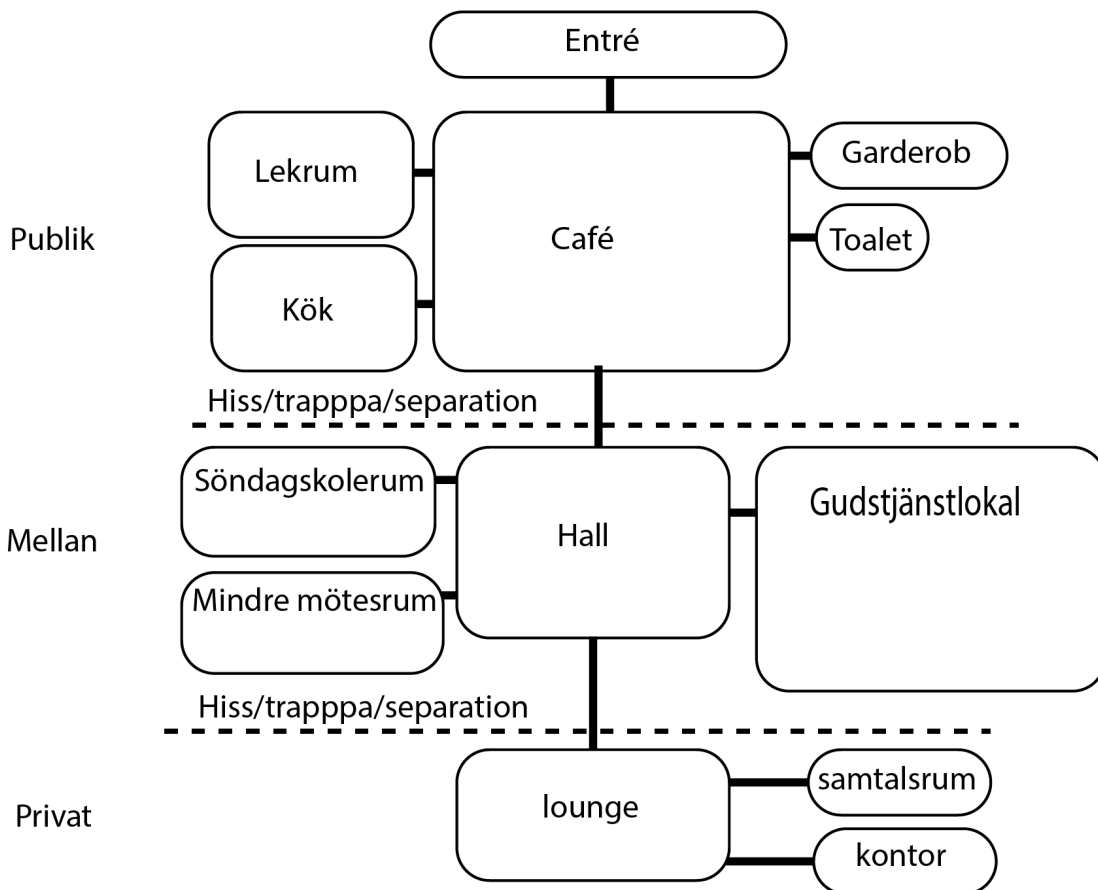 Entré
Lekrum
Garderob
Publik
Café
Toalet
Kök
Hiss/trapppa/separation
Söndagskolerum
Gudstjänstlokal
Mellan
Hall
Mindre mötesrum
Hiss/trapppa/separation
Privat
lounge
samtalsrum
kontor